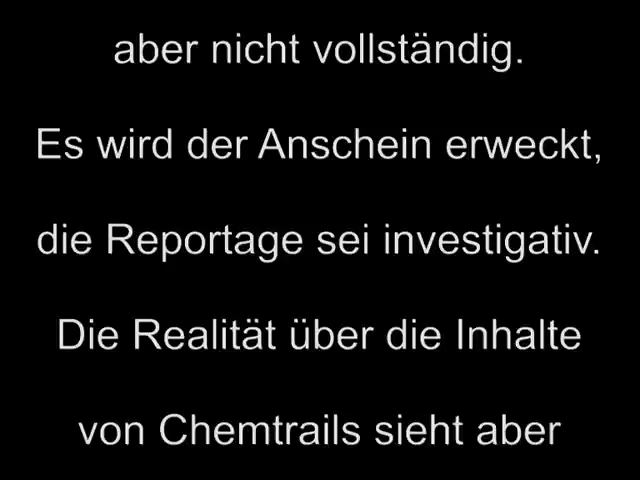 aber nicht vollständig.
Es wird der Anschein erweckt,
die Reportage sei investigativ.
Die Realität über die Inhalte
von Chemtrails sieht aber